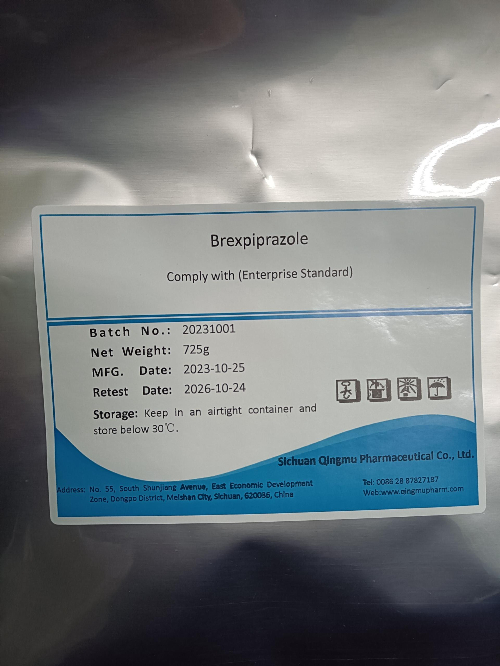 Brexpiprazole
Comply with (Enterprise Standard)
Batch No.: 20231001
Net Weight: 725g
MFG. Date: 2023-10-25
Retest Date: 2026-10-24
Storage: Keep in an airtight container and
store below 30℃.
Sichuan Qingmu Pharmaceutical Co., Ltd.
Address: No. 55, South Shunjiang Avenue, East Economic Development
Zone, Dongpo District, Meishan City, Sichuan, 620086, China
Tel: 0086 28 87827187
Web:www.qingmupharm.com